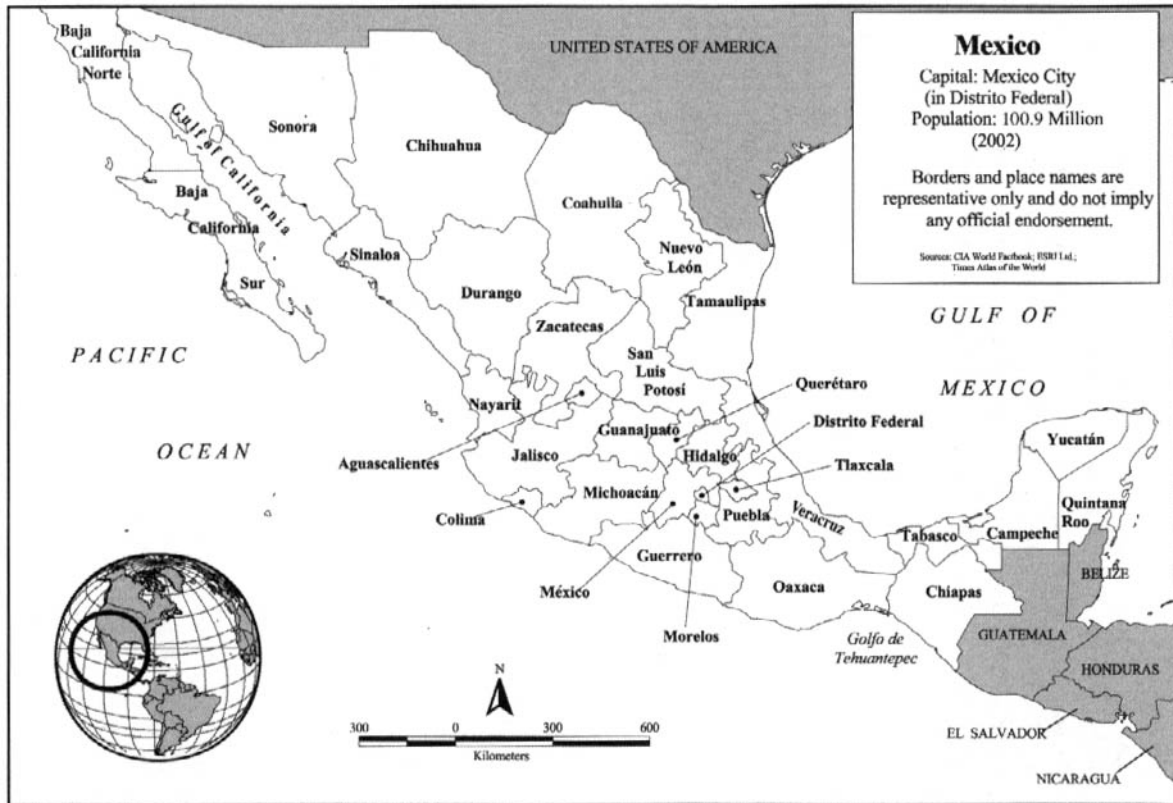 Baja
California
Norte
UNITED STATES OF AMERICA
Mexico
Capital: Mexico City
(in Distrito Federal)
Population: 100.9 Million
(2002)
Borders and place names are
representative only and do not imply
any official endorsement.
Sources: CIA World Factbook; ESRI Ltd.;
Times Atlas of the World
Gulf of California
Sonora
Chihuahua
Coahuila
Baja
California
Sur
Sinaloa
Nuevo
León
Durango
Tamaulipas
Zacatecas
GULF OF
MEXICO
PACIFIC
OCEAN
San
Luis
Potosí
Nayarit
Querétaro
Distrito Federal
Guanajuato
Hidalgo
Jalisco
Aguascalientes
Tlaxcala
Yucatán
Michoacán
Colima
Puebla
Veracruz
Quintana
Roo
Tabasco
Campeche
Guerrero
México
Oaxaca
Chiapas
BELIZE
Morelos
Golfo de
Tehuantepec
GUATEMALA
HONDURAS
EL SALVADOR
NICARAGUA
N
300 0 300 600
Kilometers